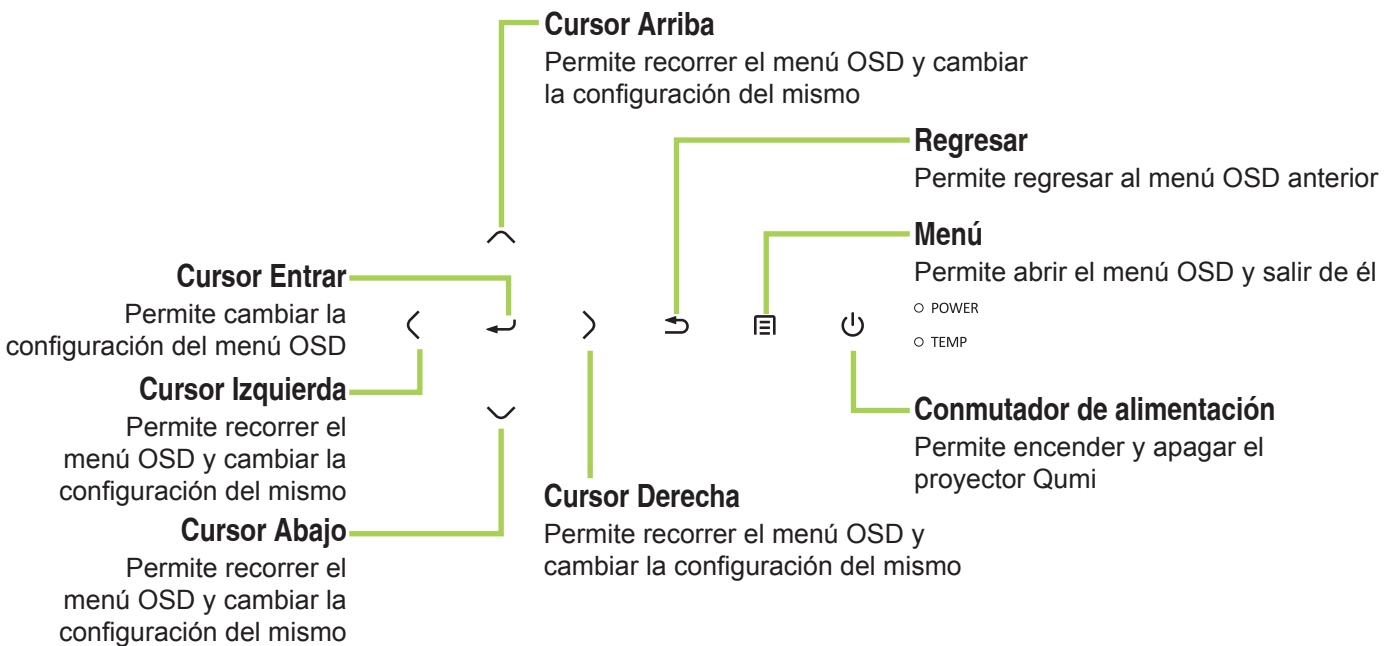 Cursor Arriba
Permite recorrer el menú OSD y cambiar
la configuración del mismo
Regresar
Permite regresar al menú OSD anterior
Menú
Permite abrir el menú OSD y salir de él
POWER
TEMP
Cursor Entrar
Permite cambiar la
configuración del menú OSD
Cursor Izquierda
Permite recorrer el
menú OSD y cambiar la
configuración del mismo
Cursor Abajo
Permite recorrer el
menú OSD y cambiar la
configuración del mismo
Cursor Derecha
Permite recorrer el menú OSD y
cambiar la configuración del mismo
Conmutador de alimentación
Permite encender y apagar el
proyector Qumi